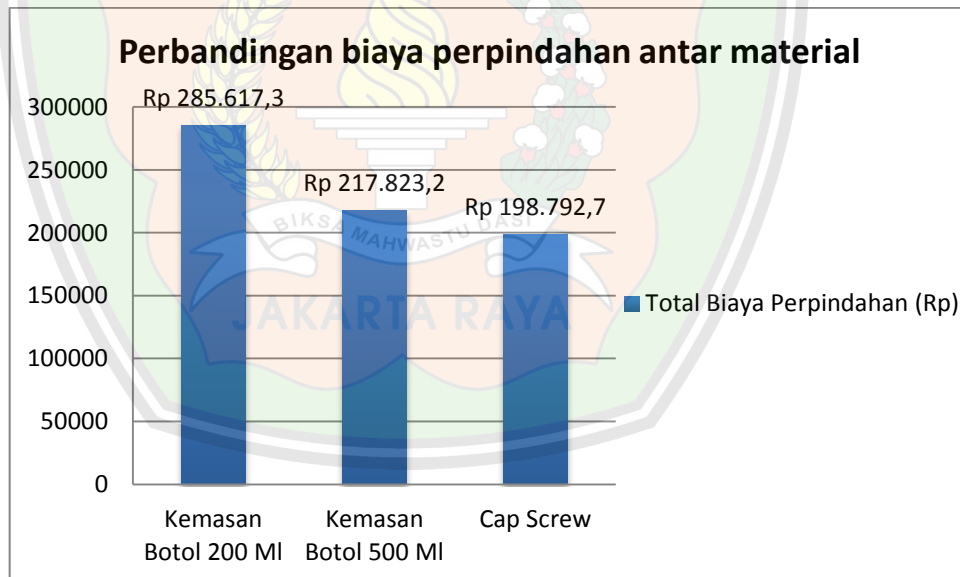 Perbandingan biaya perpindahan antar material
Rp 285.617,3
Rp 217.823,2
Rp 198.792,7
300000
250000
200000
150000
100000
50000
0
BIKSA MAHWASTU DASI
JAKARTA RAYA
Total Biaya Perpindahan (Rp)
Kemasan
Botol 200 Ml
Kemasan
Botol 500 Ml
Cap Screw